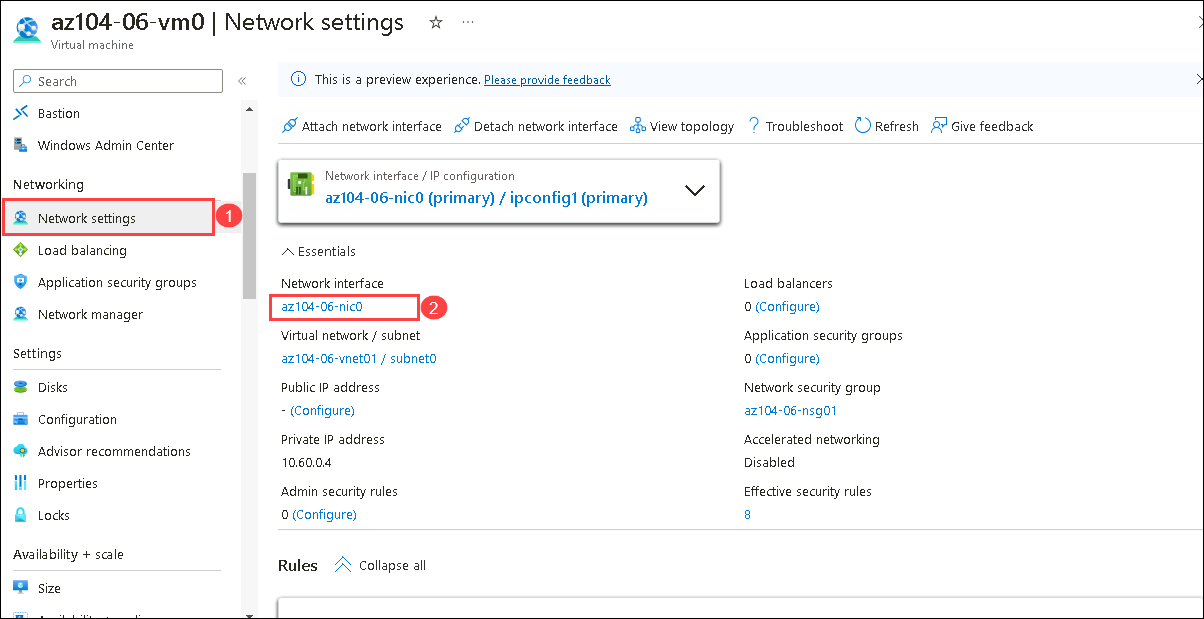 az104-06-vm0 | Network settings
Virtual machine
Search
This is a preview experience. Please provide feedback
Bastion
Windows Admin Center
Networking
Network settings
1
Load balancing
Application security groups
Network manager
Settings
Disks
Configuration
Advisor recommendations
Properties
Locks
Availability + scale
Size
Attach network interface
Detach network interface
View topology
Troubleshoot
Refresh
Give feedback
Network interface / IP configuration
az104-06-nic0 (primary) / ipconfig1 (primary)
Essentials
Network interface
az104-06-nic0
2
Virtual network / subnet
az104-06-vnet01 / subnet0
Public IP address
- (Configure)
Private IP address
10.60.0.4
Admin security rules
0 (Configure)
Load balancers
0 (Configure)
Application security groups
0 (Configure)
Network security group
az104-06-nsg01
Accelerated networking
Disabled
Effective security rules
8
Rules
Collapse all